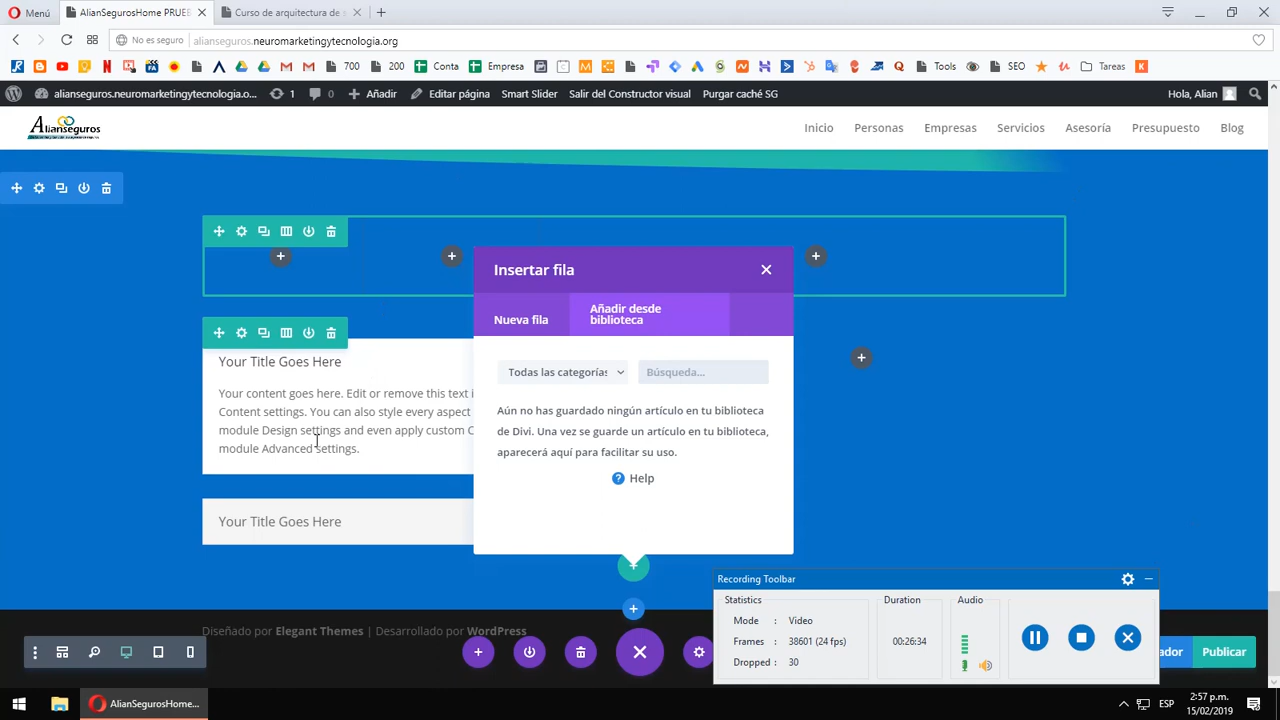 Menú
AlianSegurosHome PRUEB
Curso de arquitectura de s
No es seguro
alianseguros.neuromarketingytecnologia.org
700
200
Conta
Empresa
Tools
SEO
Tareas
alianseguros.neuromarketingytecnologia.o...
1
0
Añadir
Editar página
Smart Slider
Salir del Constructor visual
Purgar caché SG
Hola, Alian
Alianseguros
Inicio
Personas
Empresas
Servicios
Asesoría
Presupuesto
Blog
Insertar fila
Nueva fila
Añadir desde
biblioteca
Todas las categorías
Búsqueda...
Aún no has guardado ningún artículo en tu biblioteca
de Divi. Una vez se guarde un artículo en tu biblioteca,
aparecerá aquí para facilitar su uso.
Help
Your Title Goes Here
Your content goes here. Edit or remove this text i
Content settings. You can also style every aspect
module Design settings and even apply custom C
module Advanced settings.
Your Title Goes Here
Recording Toolbar
Statistics
Mode : Video
Frames : 38601 (24 fps)
Dropped : 30
Duration
00:26:34
Audio
Diseñado por Elegant Themes | Desarrollado por WordPress
ador
Publicar
AlianSegurosHome...
ESP
2:57 p.m.
15/02/2019